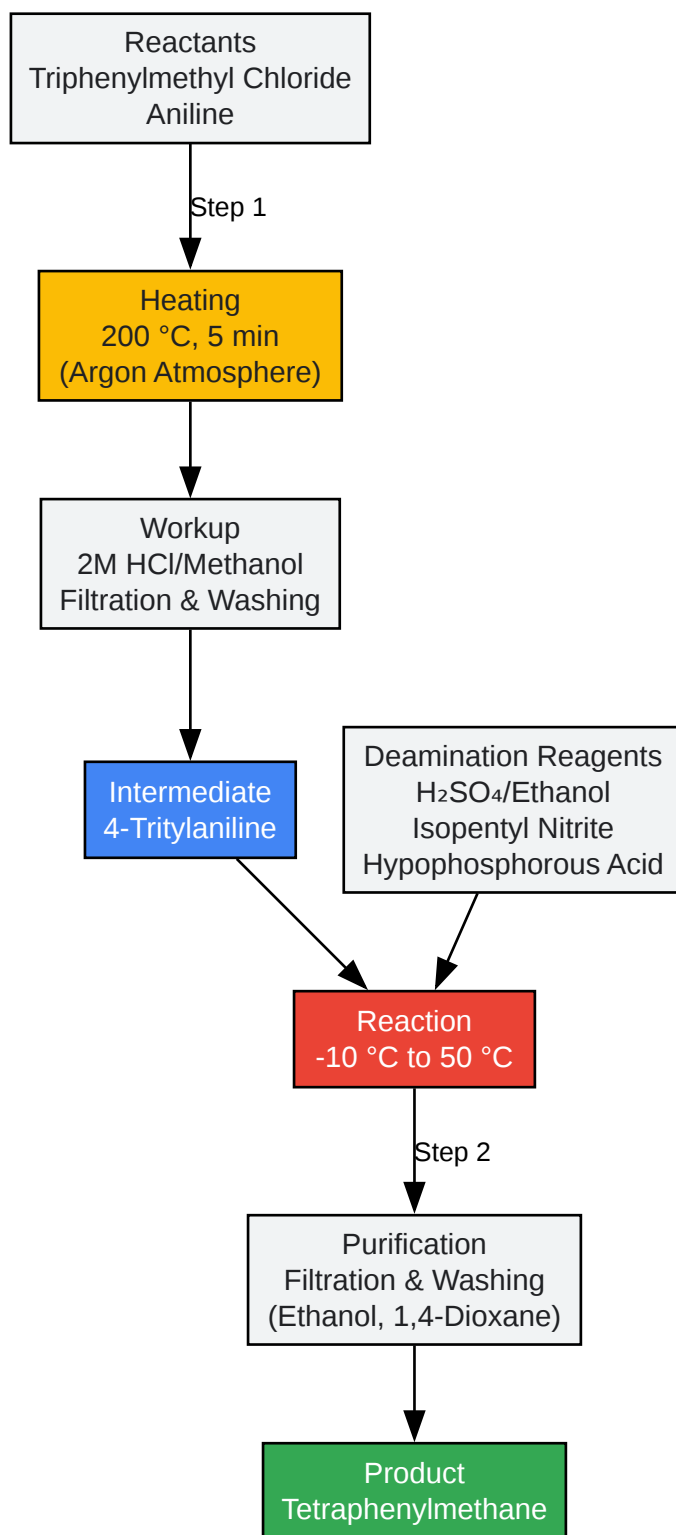 Reactants
Triphenylmethyl Chloride
Aniline
Step 1
Heating
200 °C, 5 min
(Argon Atmosphere)
Workup
2M HCl/Methanol
Filtration & Washing
Intermediate
4-Tritylaniline
Deamination Reagents
H₂SO₄/Ethanol
Isopentyl Nitrite
Hypophosphorous Acid
Reaction
-10 °C to 50 °C
Step 2
Purification
Filtration & Washing
(Ethanol, 1,4-Dioxane)
Product
Tetraphenylmethane